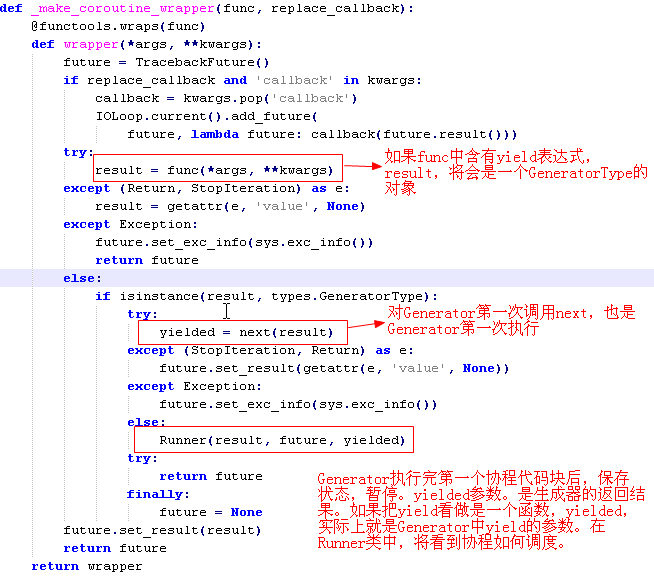 def _make_coroutine_wrapper(func, replace_callback):
@functools.wraps(func)
def wrapper(*args, **kwargs):
future = TracebackFuture()
if replace_callback and 'callback' in kwargs:
callback = kwargs.pop('callback')
IOLoop.current().add_future(
future, lambda future: callback(future.result()))
try:
result = func(*args, **kwargs)
如果func中含有yield表达式，
result，将会是一个GeneratorType的
对象
except (Return, StopIteration) as e:
result = getattr(e, 'value', None)
except Exception:
future.set_exc_info(sys.exc_info())
return future
else:
if isinstance(result, types.GeneratorType):
try:
yielded = next(result)
对Generator第一次调用next，也是
Generator第一次执行
except (StopIteration, Return) as e:
future.set_result(getattr(e, 'value', None))
except Exception:
future.set_exc_info(sys.exc_info())
else:
Runner(result, future, yielded)
try:
return future
finally:
future = None
Generator执行完第一个协程代码块后，保存
状态，暂停。yielded参数。是生成器的返回结
果。如果把yield看做是一个函数，yielded，
实际上就是Generator中yield的参数。在
Runner类中，将看到协程如何调度。
future.set_result(result)
return future
return wrapper